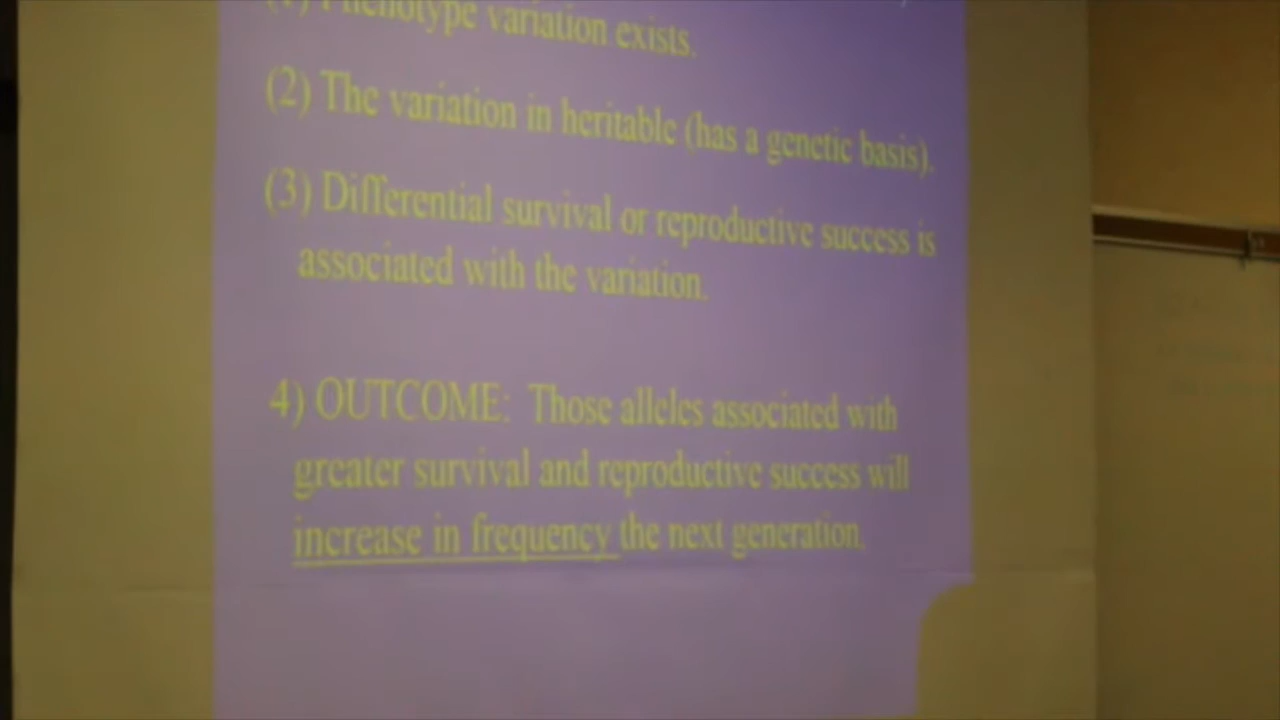 (1) Phenotype variation exists.
(2) The variation in heritable (has a genetic basis).
(3) Differential survival or reproductive success is
associated with the variation.
4) OUTCOME: Those alleles associated with
greater survival and reproductive success will
increase in frequency the next generation.